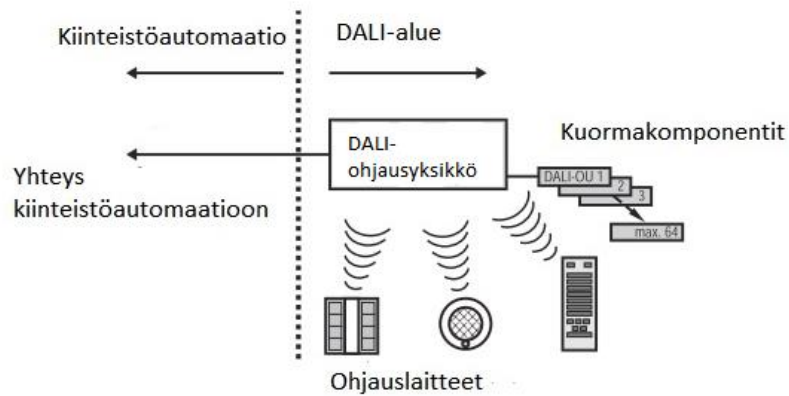 Kiinteistöautomaatio
DALI-alue
DALI-
ohjausyksikkö
Kuormakomponentit
Yhteys
kiinteistöautomaatioon
DALI-OU 1
2
3
max. 64
Ohjauslaitteet